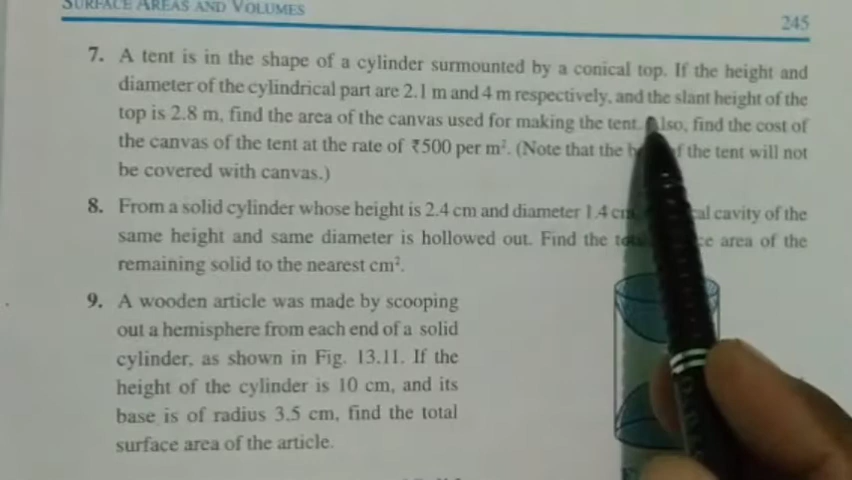 SURFACE AREAS AND VOLUMES
245
7. A tent is in the shape of a cylinder surmounted by a conical top. If the height and
diameter of the cylindrical part are 2.1 m and 4 m respectively, and the slant height of the
top is 2.8 m, find the area of the canvas used for making the tent. Also, find the cost of
the canvas of the tent at the rate of ₹500 per m². (Note that the of the tent will not
be covered with canvas.)
8. From a solid cylinder whose height is 2.4 cm and diameter 1.4 cavity of the
same height and same diameter is hollowed out. Find the area of the
remaining solid to the nearest cm².
9. A wooden article was made by scooping
out a hemisphere from each end of a solid
cylinder, as shown in Fig. 13.11. If the
height of the cylinder is 10 cm, and its
base is of radius 3.5 cm, find the total
surface area of the article.